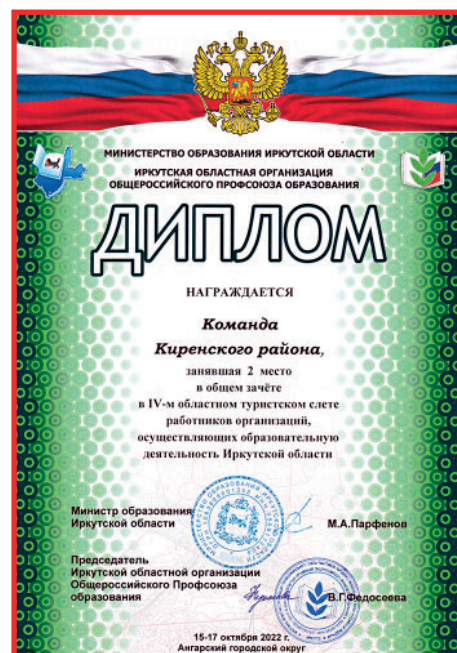 МИНИСТЕРСТВО ОБРАЗОВАНИЯ ИРКУТСКОЙ ОБЛАСТИ
ИРКУТСКАЯ ОБЛАСТНАЯ ОРГАНИЗАЦИЯ
ОБЩЕРОССИЙСКОГО ПРОФСОЮЗА ОБРАЗОВАНИЯ
ДИПЛОМ
НАГРАЖДАЕТСЯ
Команда
Киренского района,
занявшая 2 место
в общем зачёте
в IV-м областном туристском слете
работников организаций,
осуществляющих образовательную
деятельность Иркутской области
Министр образования
Иркутской области
М.А.Парфенов
Председатель
Иркутской областной организации
Общероссийского Профсоюза
образования
В.Г.Федосеева
15-17 октября 2022 г.
Ангарский городской округ